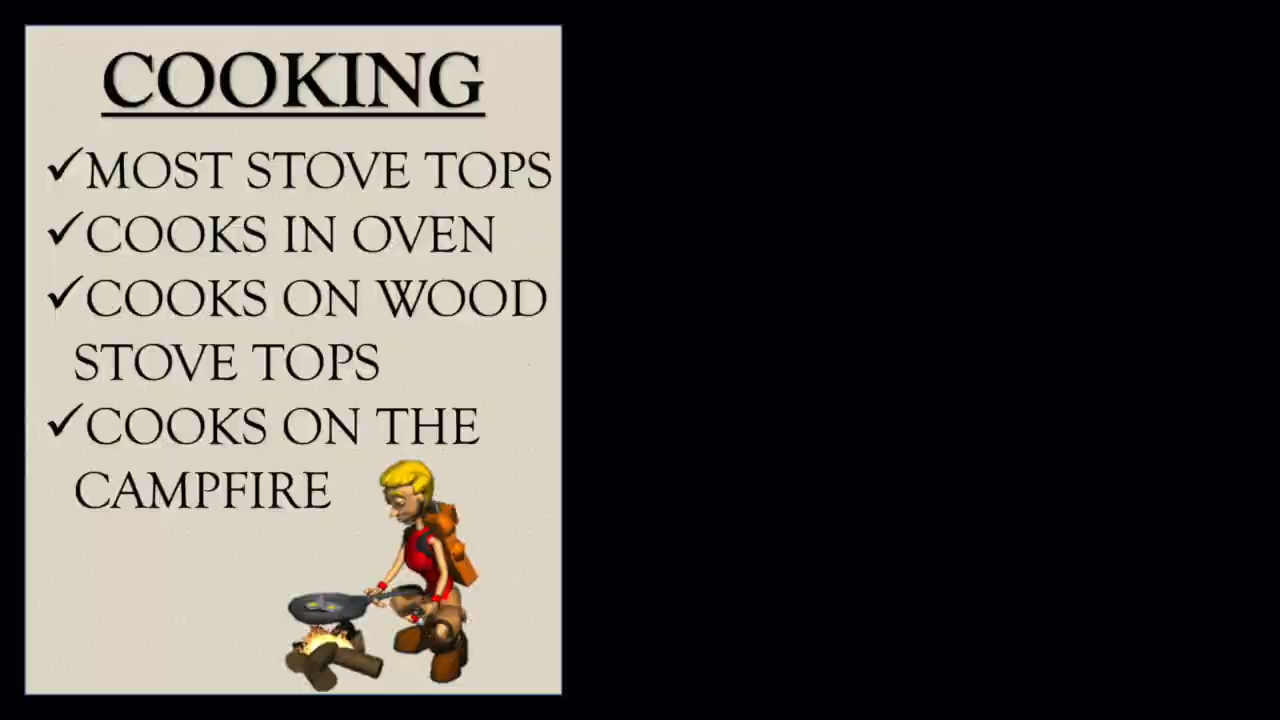 COOKING
✓MOST STOVE TOPS
✓COOKS IN OVEN
✓COOKS ON WOOD
STOVE TOPS
✓COOKS ON THE
CAMPFIRE